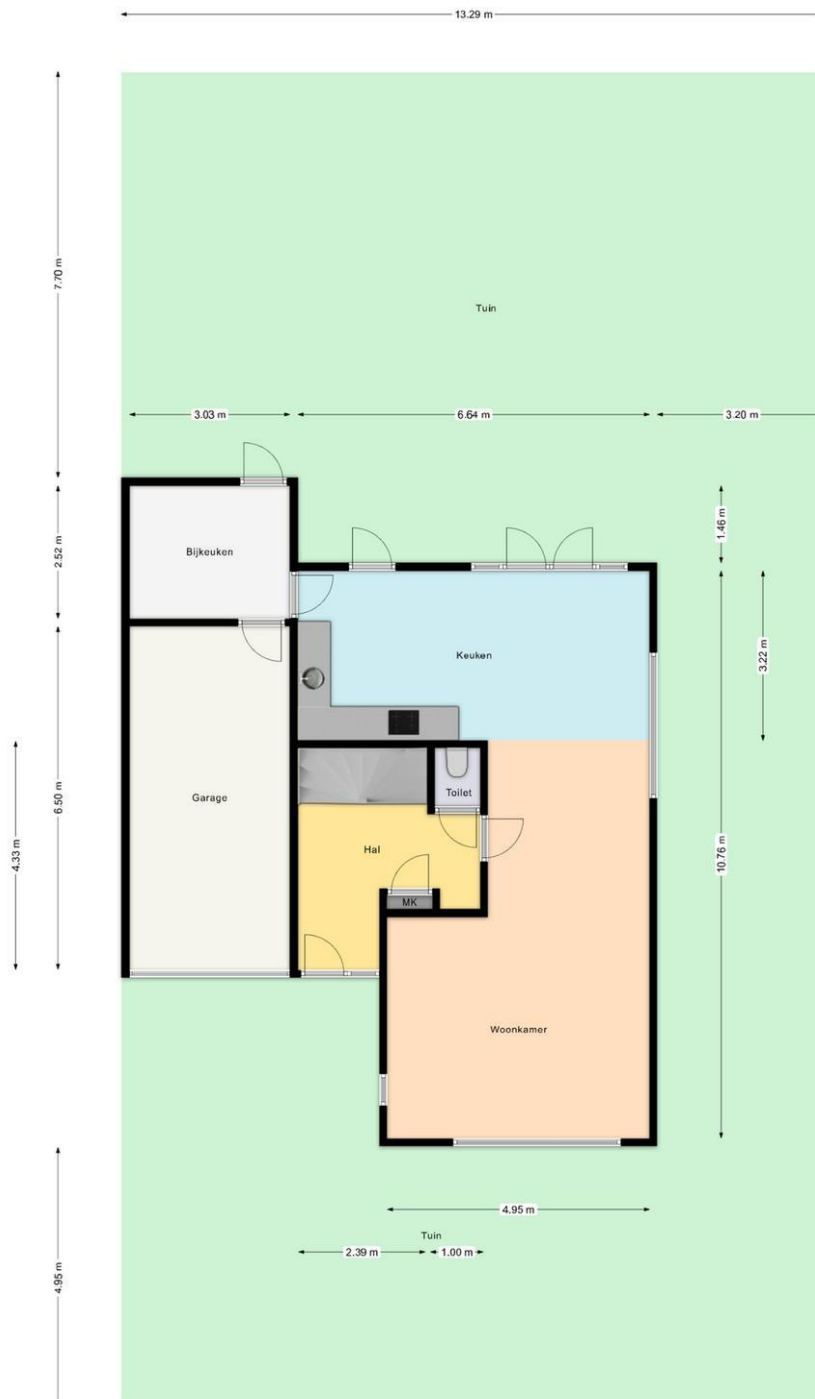 13.29 m
7.70 m
Tuin
3.03 m
6.64 m
3.20 m
2.52 m
1.46 m
Bijkeuken
Keuken
3.22 m
Garage
6.50 m
4.33 m
Toilet
Hal
10.76 m
MK
Woonkamer
4.95 m
Tuin
2.39 m
1.00 m
4.95 m